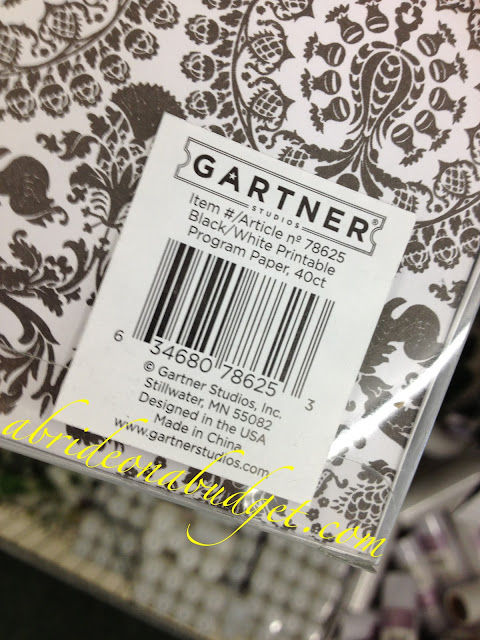 GARTNER®
STUDIOS
Item #/Article nº 78625
Black/White Printable
Program Paper, 40ct
6 34680 78625 3
© Gartner Studios, Inc.
Stillwater, MN 55082
Designed in the USA
Made in China
www.gartnerstudios.com
abrideonabudget.com